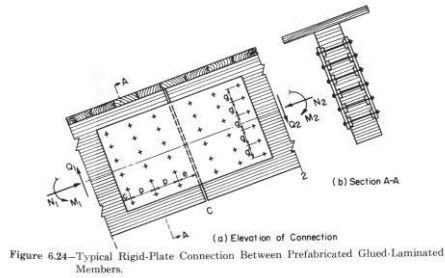 A
A
N₂
M₂
Q₂
Q₁
N₁
M₁
g
g
g
g
g
c p p p e
2
1
C
(b) Section A-A
(a) Elevation of Connection
Figure 6.24—Typical Rigid-Plate Connection Between Prefabricated Glued-Laminated
Members.